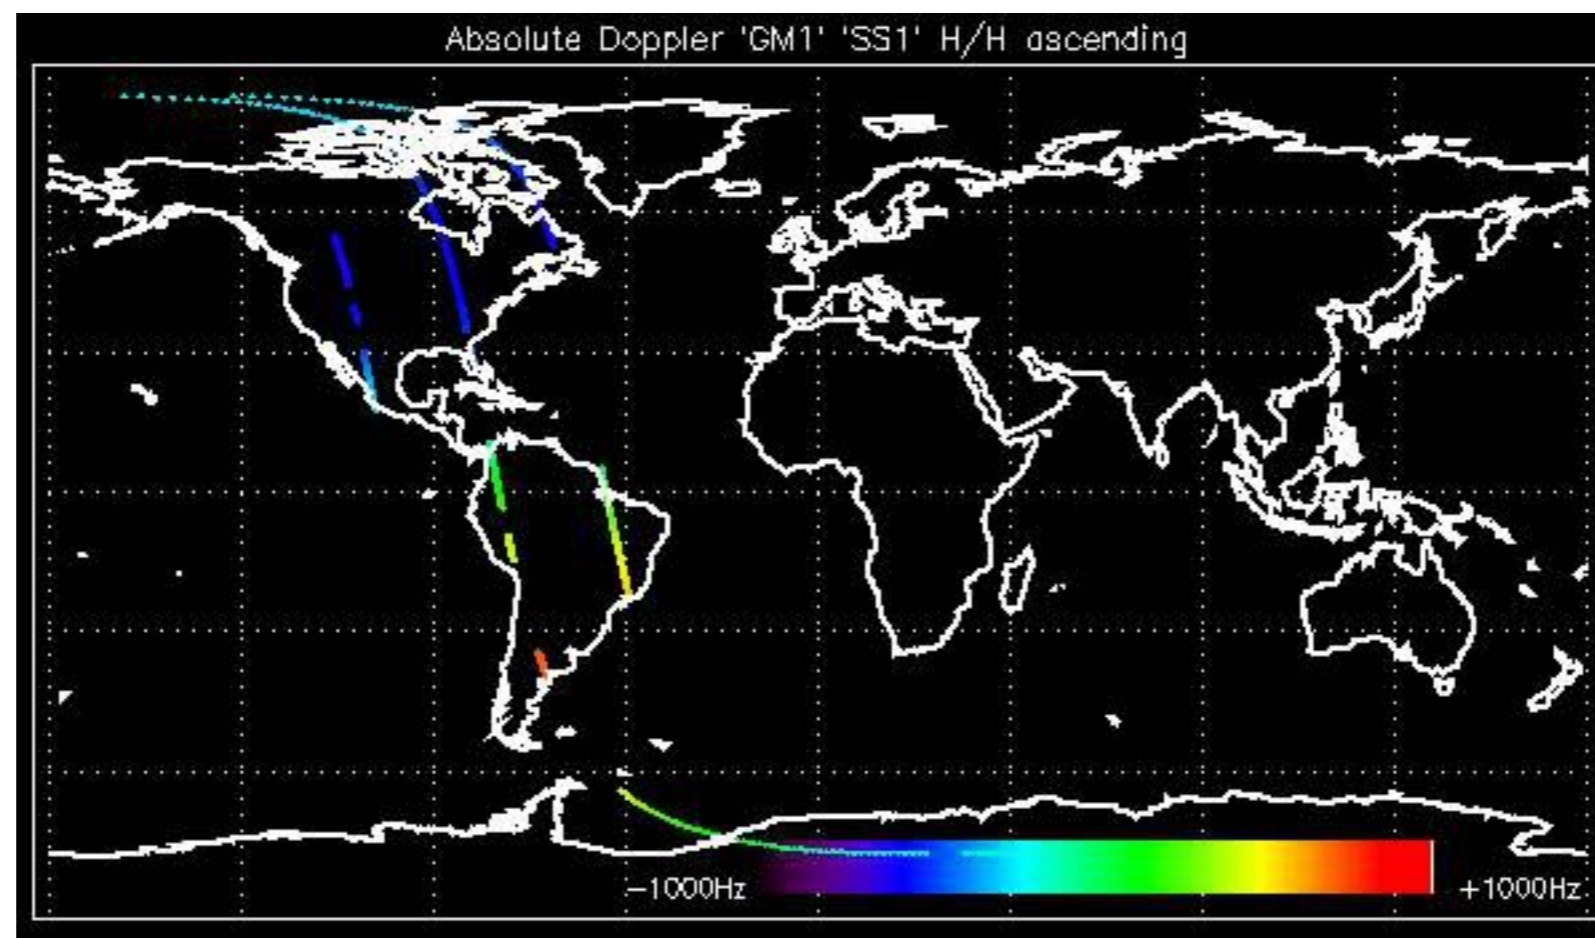 Absolute Doppler 'GM1' 'SS1' H/H ascending
−1000Hz
+1000Hz